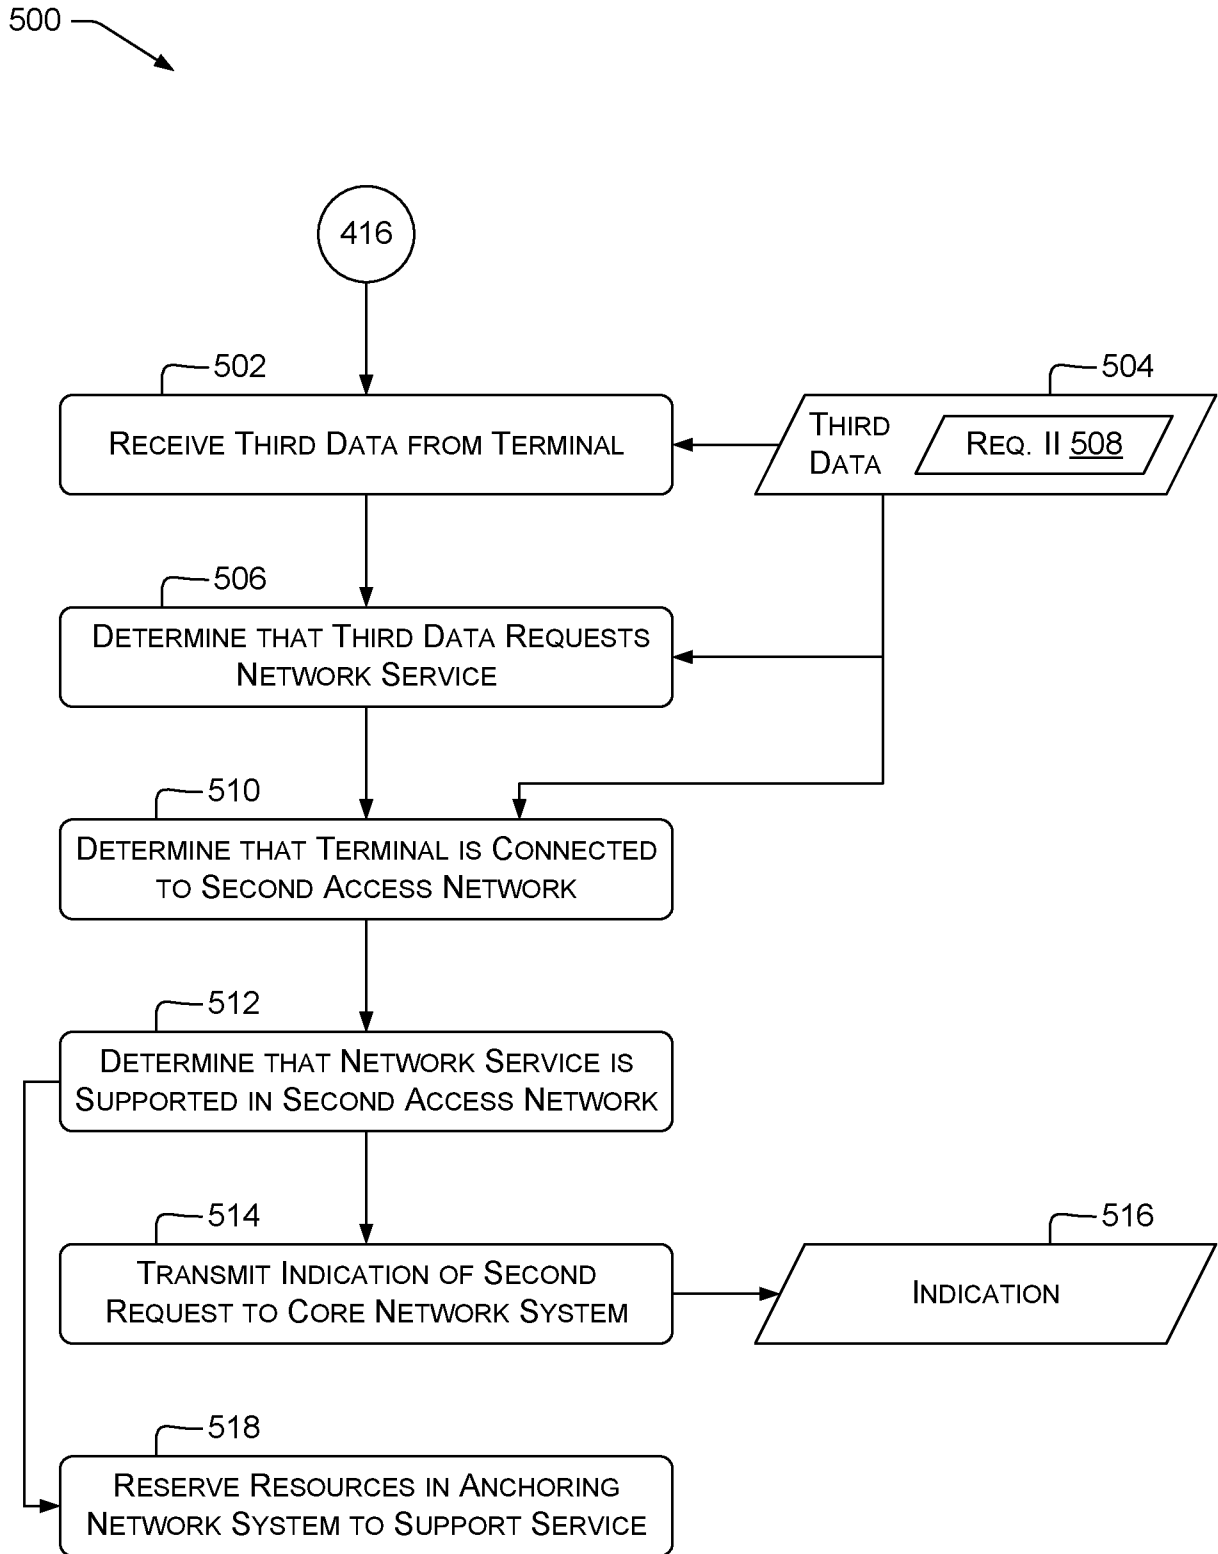 500
416
502
RECEIVE THIRD DATA FROM TERMINAL
504
THIRD
DATA
REQ. II 508
506
DETERMINE THAT THIRD DATA REQUESTS
NETWORK SERVICE
510
DETERMINE THAT TERMINAL IS CONNECTED
TO SECOND ACCESS NETWORK
512
DETERMINE THAT NETWORK SERVICE IS
SUPPORTED IN SECOND ACCESS NETWORK
514
TRANSMIT INDICATION OF SECOND
REQUEST TO CORE NETWORK SYSTEM
516
INDICATION
518
RESERVE RESOURCES IN ANCHORING
NETWORK SYSTEM TO SUPPORT SERVICE